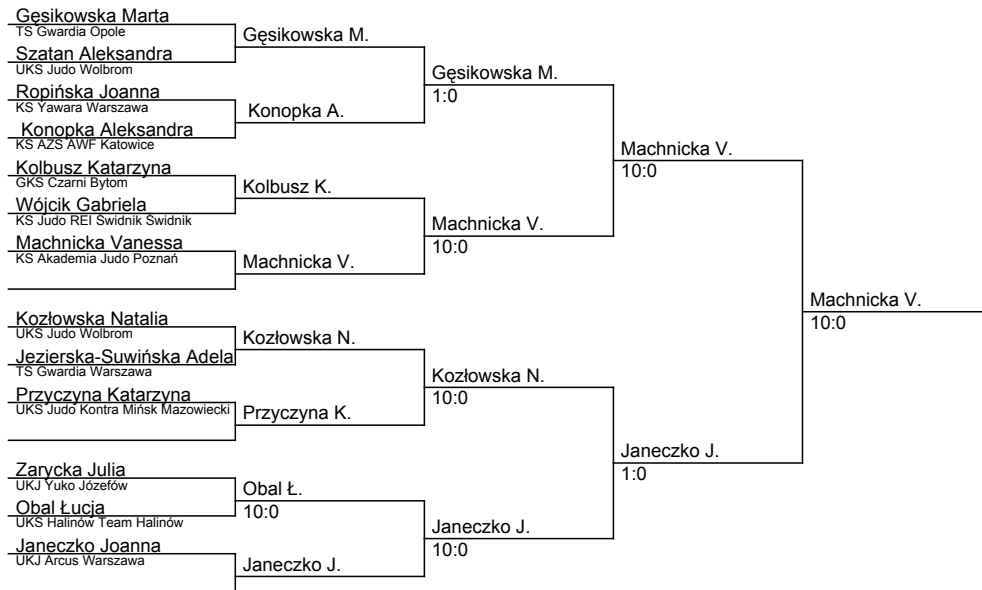 Gęsikowska Marta
TS Gwardia Opole
Szatan Aleksandra
UKS Judo Wolbrom
Ropińska Joanna
KS Yawara Warszawa
Konopka Aleksandra
KS AZS AWF Katowice
Kolbusz Katarzyna
GKS Czarni Bytom
Wójcik Gabriela
KS Judo REI Świdnik Świdnik
Machnicka Vanessa
KS Akademia Judo Poznań
Kozłowska Natalia
UKS Judo Wolbrom
Jezierska-Suwińska Adela
TS Gwardia Warszawa
Przyczyna Katarzyna
UKS Judo Kontra Mińsk Mazowiecki
Zarycka Julia
UKJ Yuko Józefów
Obal Łucja
UKS Halinów Team Halinów
Janeczko Joanna
UKJ Arcus Warszawa
Gęsikowska M.
Konopka A.
Kolbusz K.
Machnicka V.
Kozłowska N.
Przyczyna K.
Obal Ł.
10:0
Janeczko J.
Gęsikowska M.
1:0
Machnicka V.
10:0
Kozłowska N.
10:0
Janeczko J.
10:0
Machnicka V.
10:0
Janeczko J.
1:0
Machnicka V.
10:0